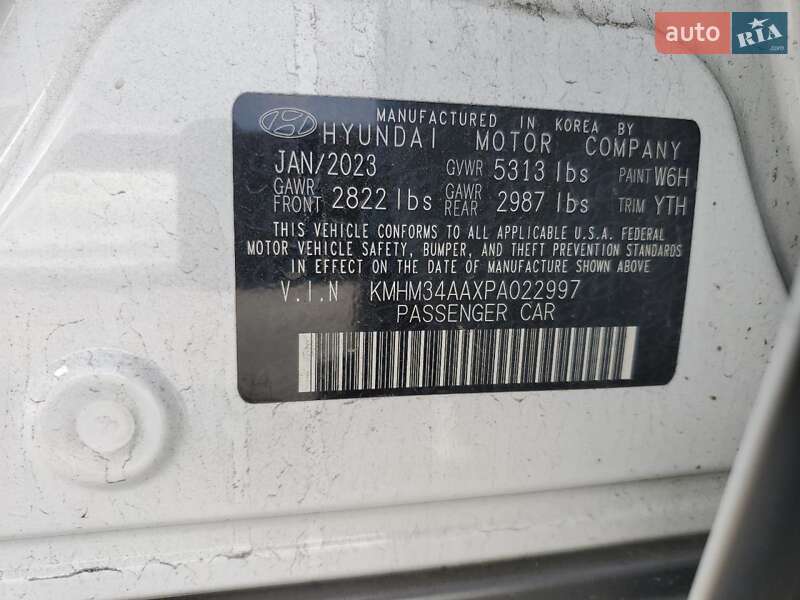 auto RIA
MANUFACTURED IN KOREA BY
HYUNDAI MOTOR COMPANY
JAN/2023 GVWR 5313 lbs PAINT W6H
GAWR FRONT 2822 lbs GAWR REAR 2987 lbs TRIM YTH
THIS VEHICLE CONFORMS TO ALL APPLICABLE U.S.A. FEDERAL
MOTOR VEHICLE SAFETY, BUMPER, AND THEFT PREVENTION STANDARDS
IN EFFECT ON THE DATE OF MANUFACTURE SHOWN ABOVE
V.I.N KMHM34AAXPA022997
PASSENGER CAR